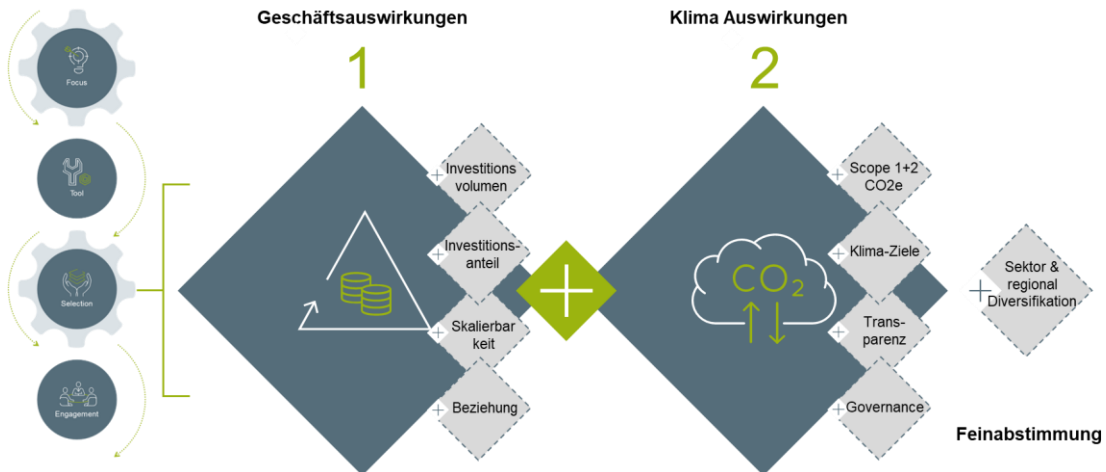 Geschäftsauswirkungen
Klima Auswirkungen
1
2
Focus
Tool
Selection
Engagement
Investitions
volumen
Investitions-
anteil
Skalierbar
keit
Beziehung
CO2
Scope 1+2
CO2e
Klima-Ziele
Trans-
parenz
Governance
Sektor &
regional
Diversifikation
Feinabstimmung